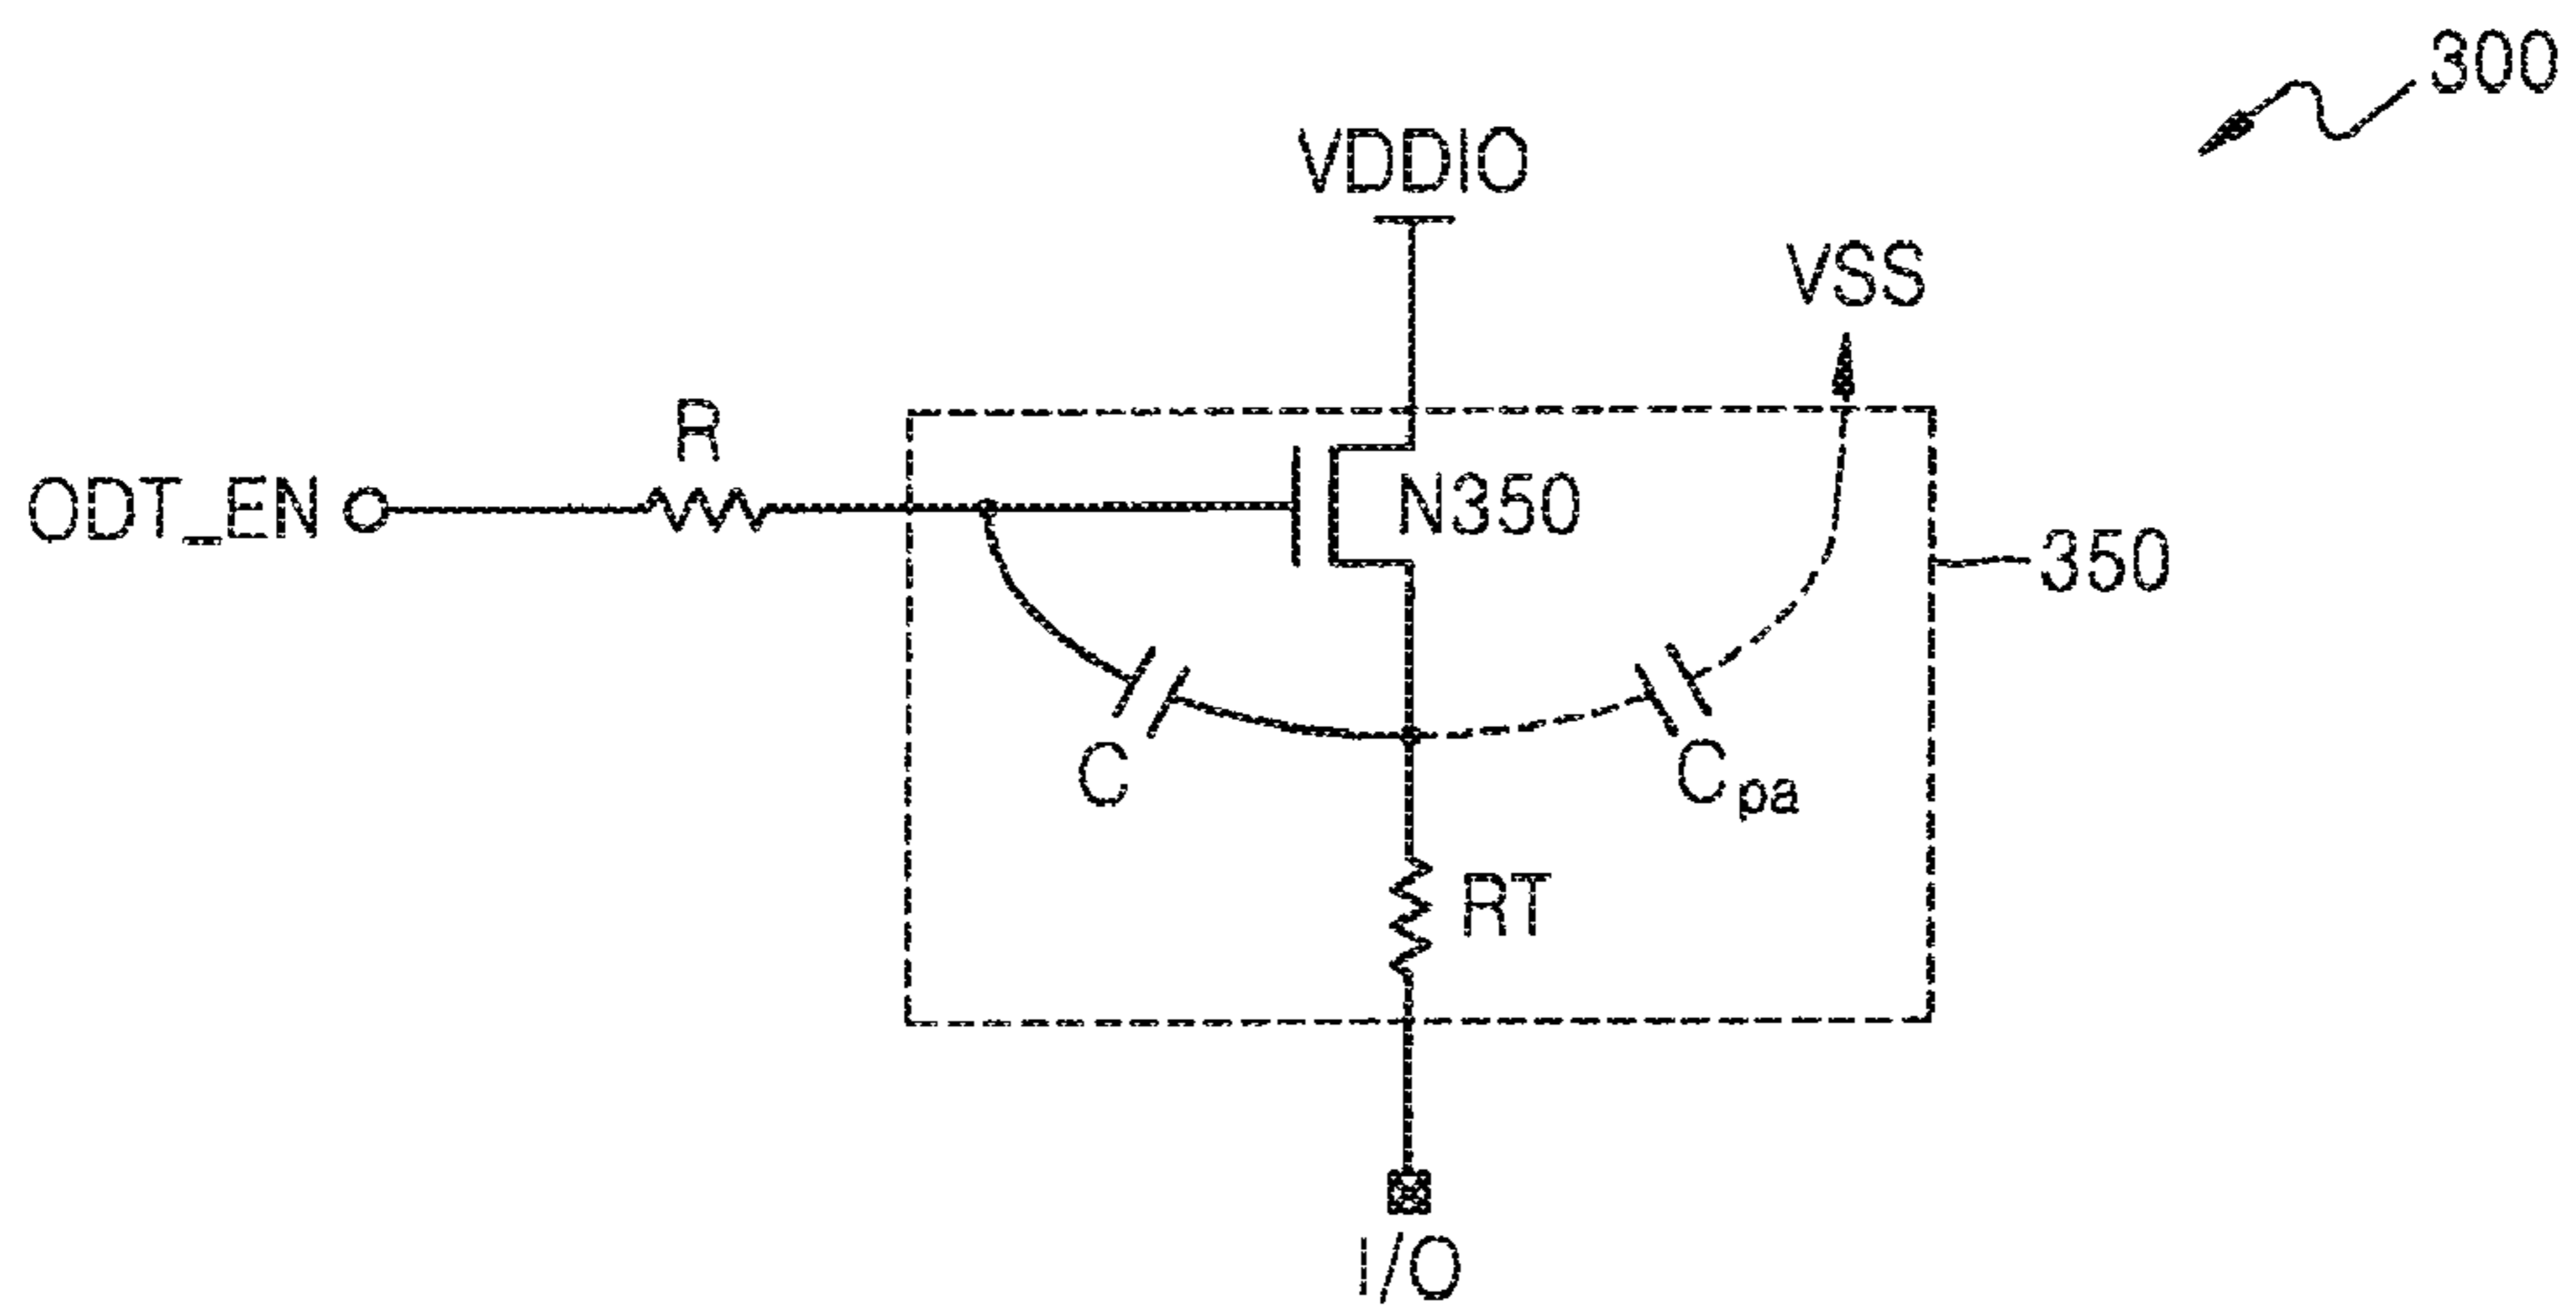 300
VDDIO
VSS
R
ODT_EN
N350
350
C
Cpa
RT
I/O